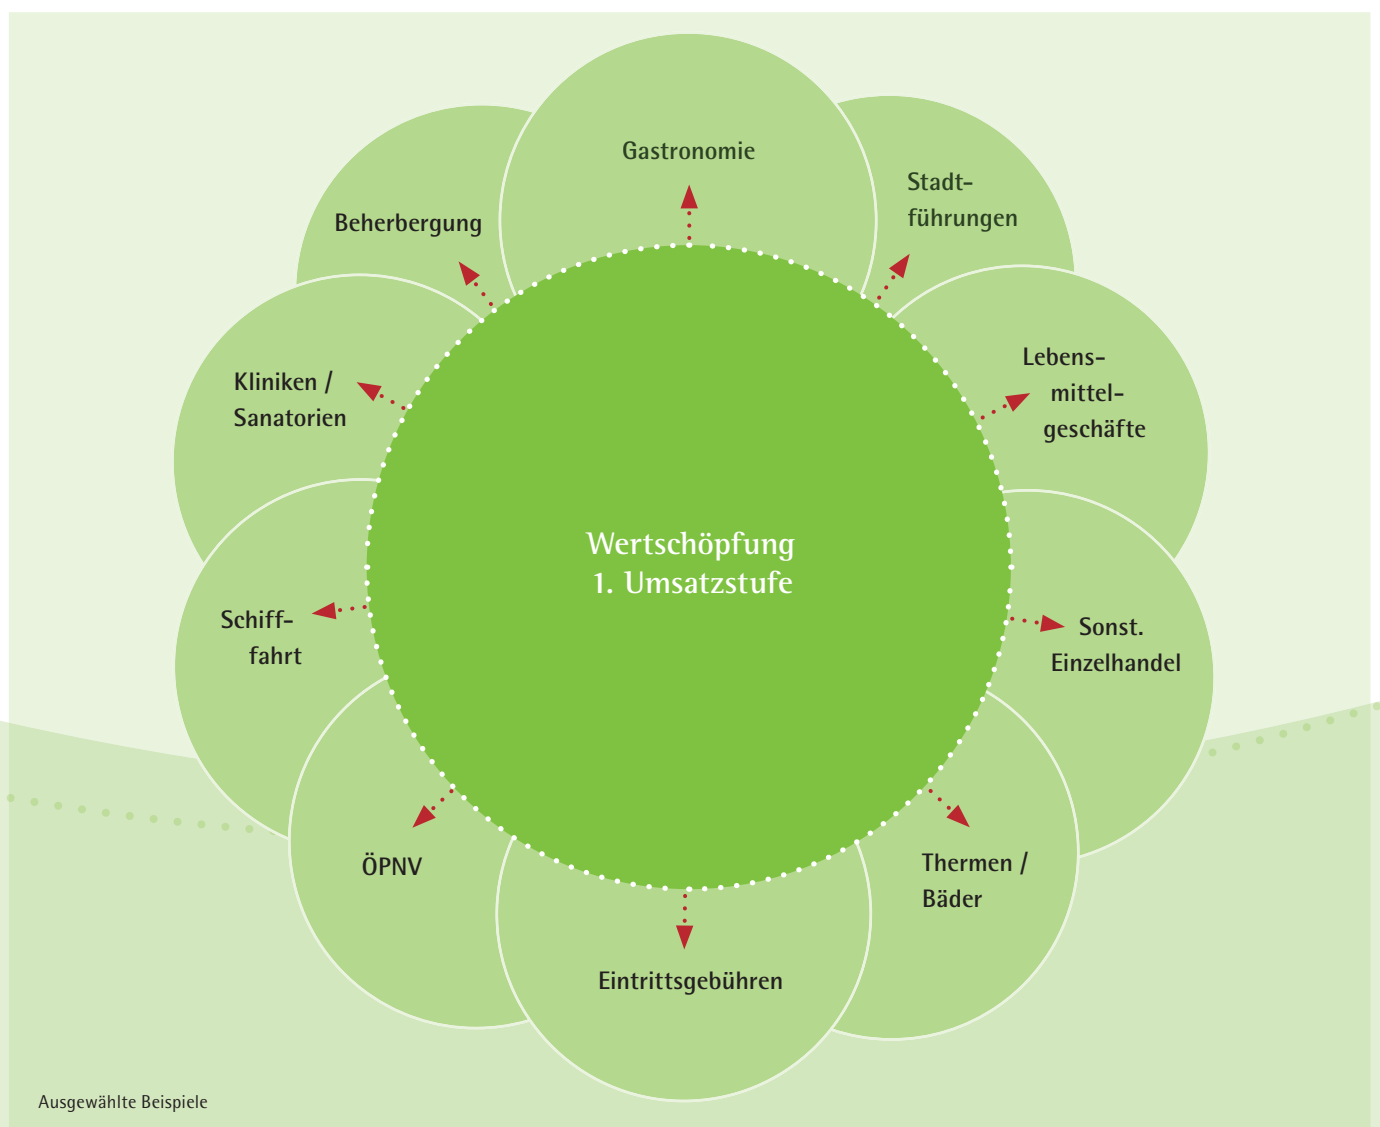 Gastronomie
Stadt-
führungen
Beherbergung
Lebens-
mittel-
geschäfte
Kliniken /
Sanatorien
Wertschöpfung
1. Umsatzstufe
Schiff-
fahrt
Sonst.
Einzelhandel
ÖPNV
Thermen /
Bäder
Eintrittsgebühren
Ausgewählte Beispiele